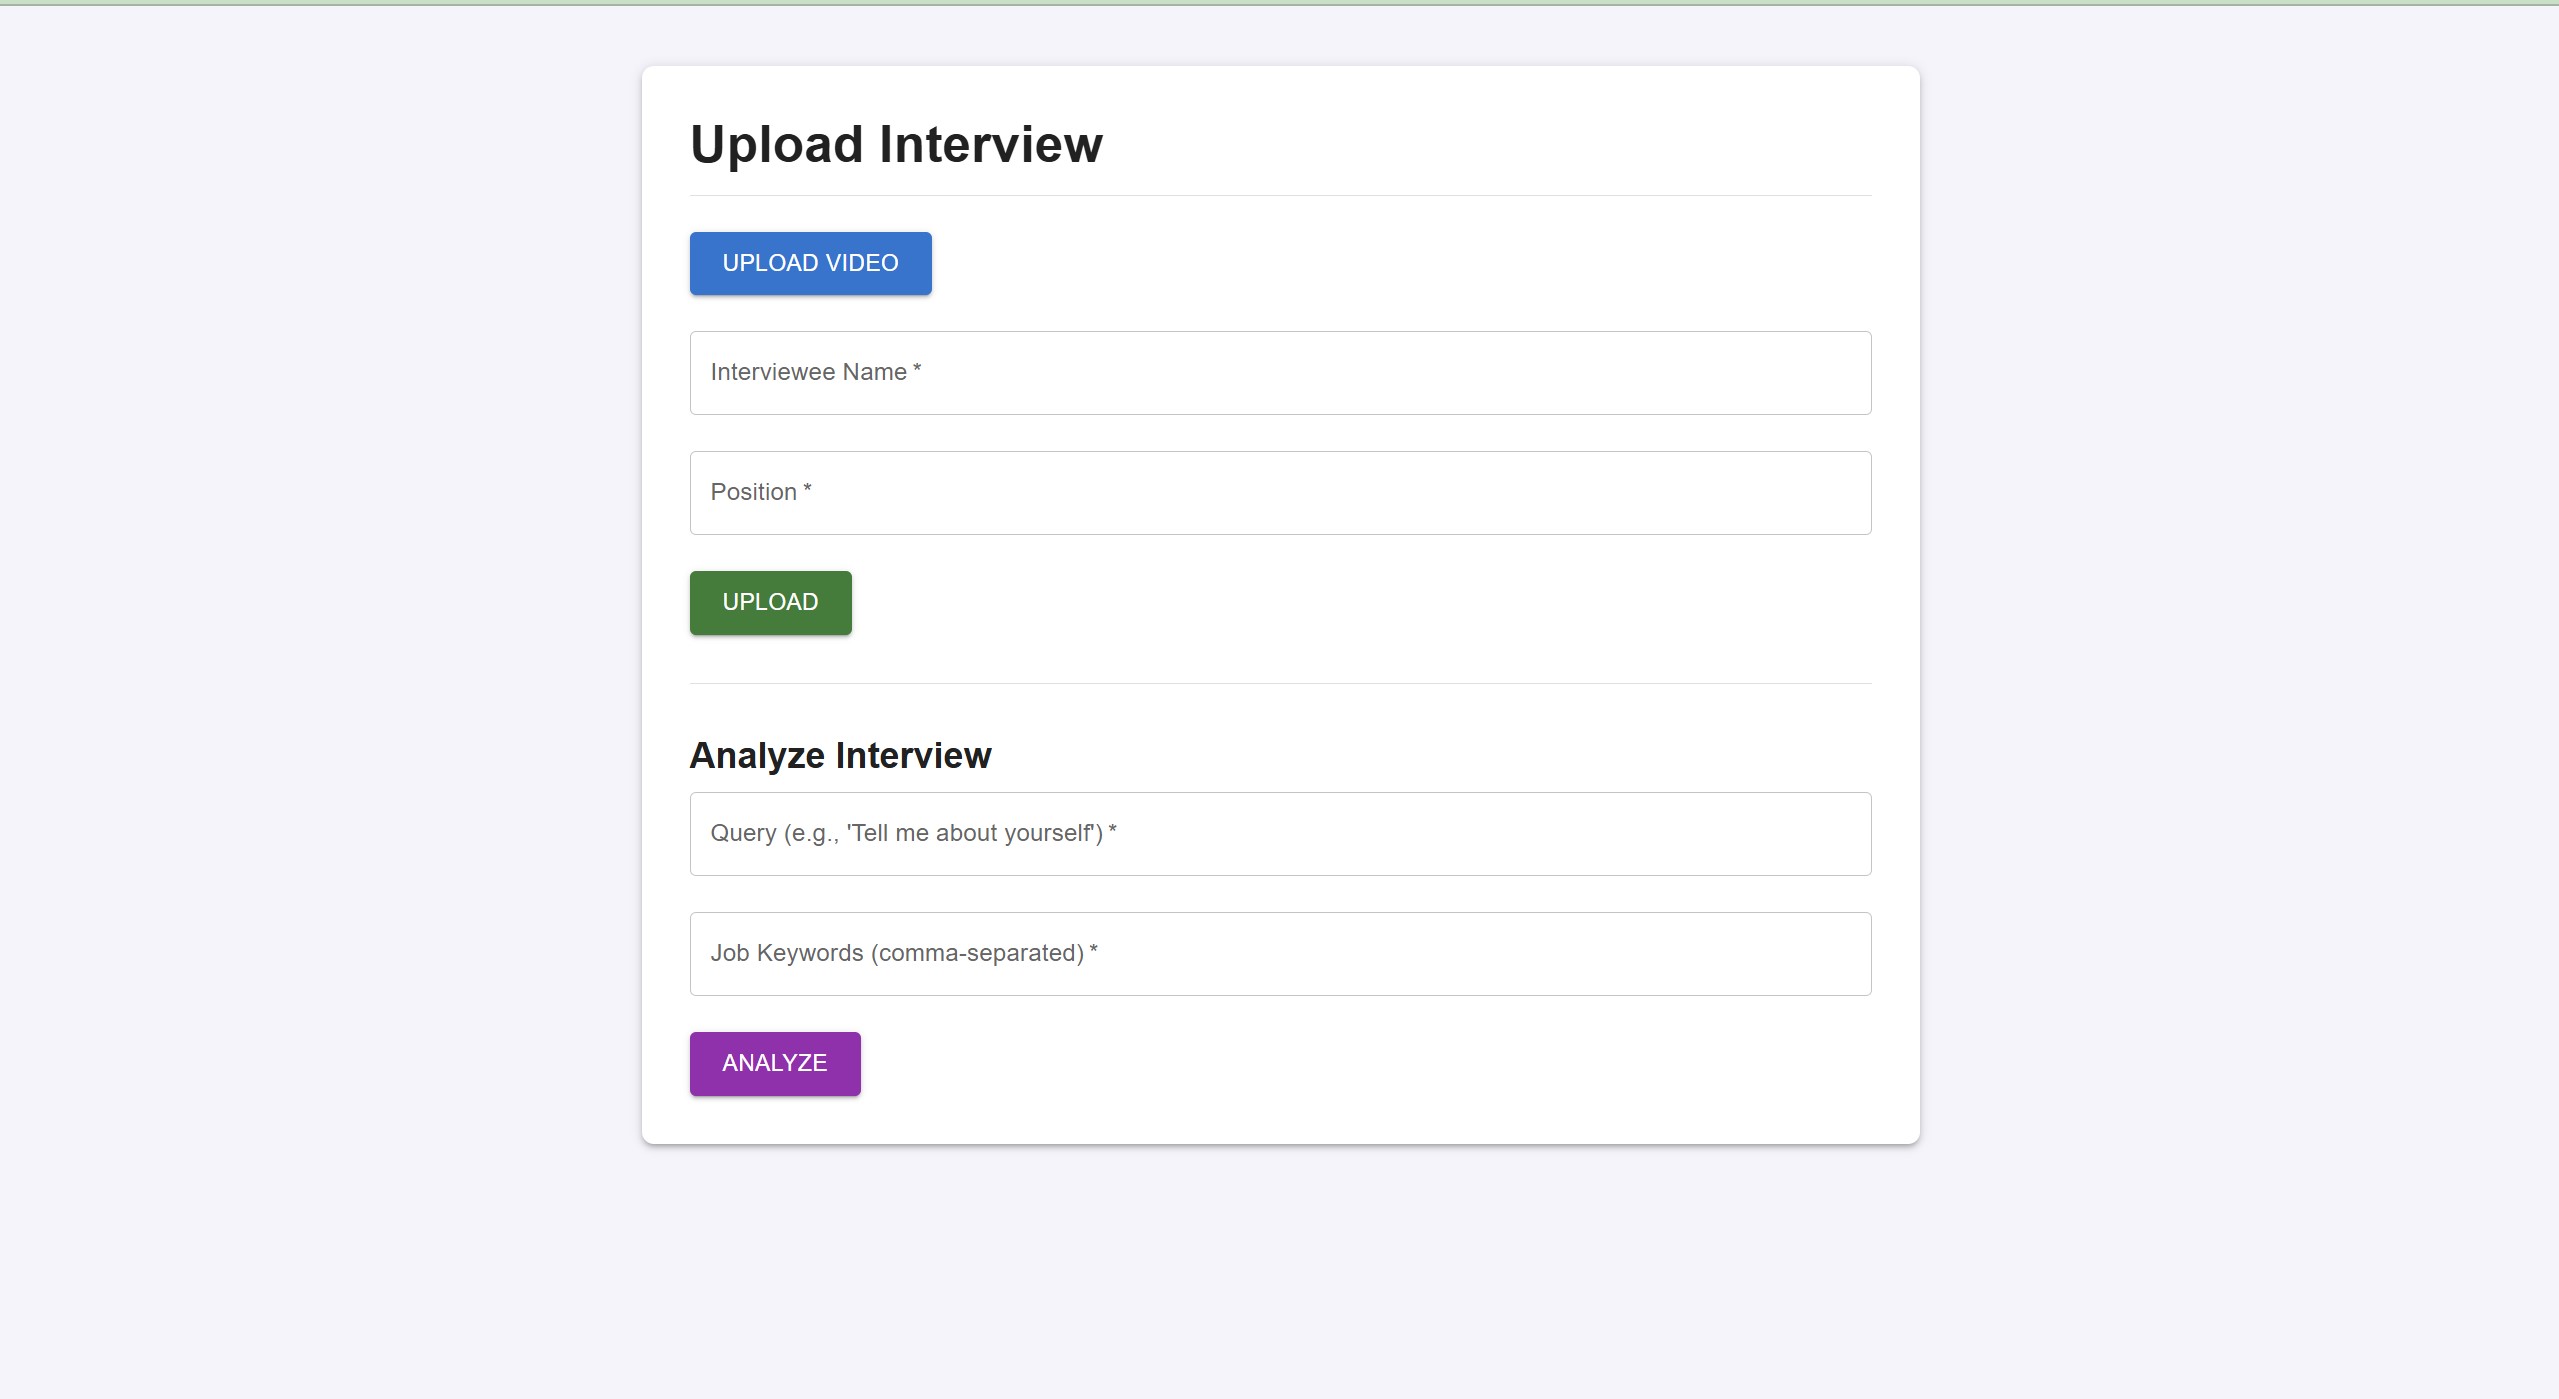 Upload Interview
UPLOAD VIDEO
Interviewee Name *
Position *
UPLOAD
Analyze Interview
Query (e.g., 'Tell me about yourself') *
Job Keywords (comma-separated) *
ANALYZE